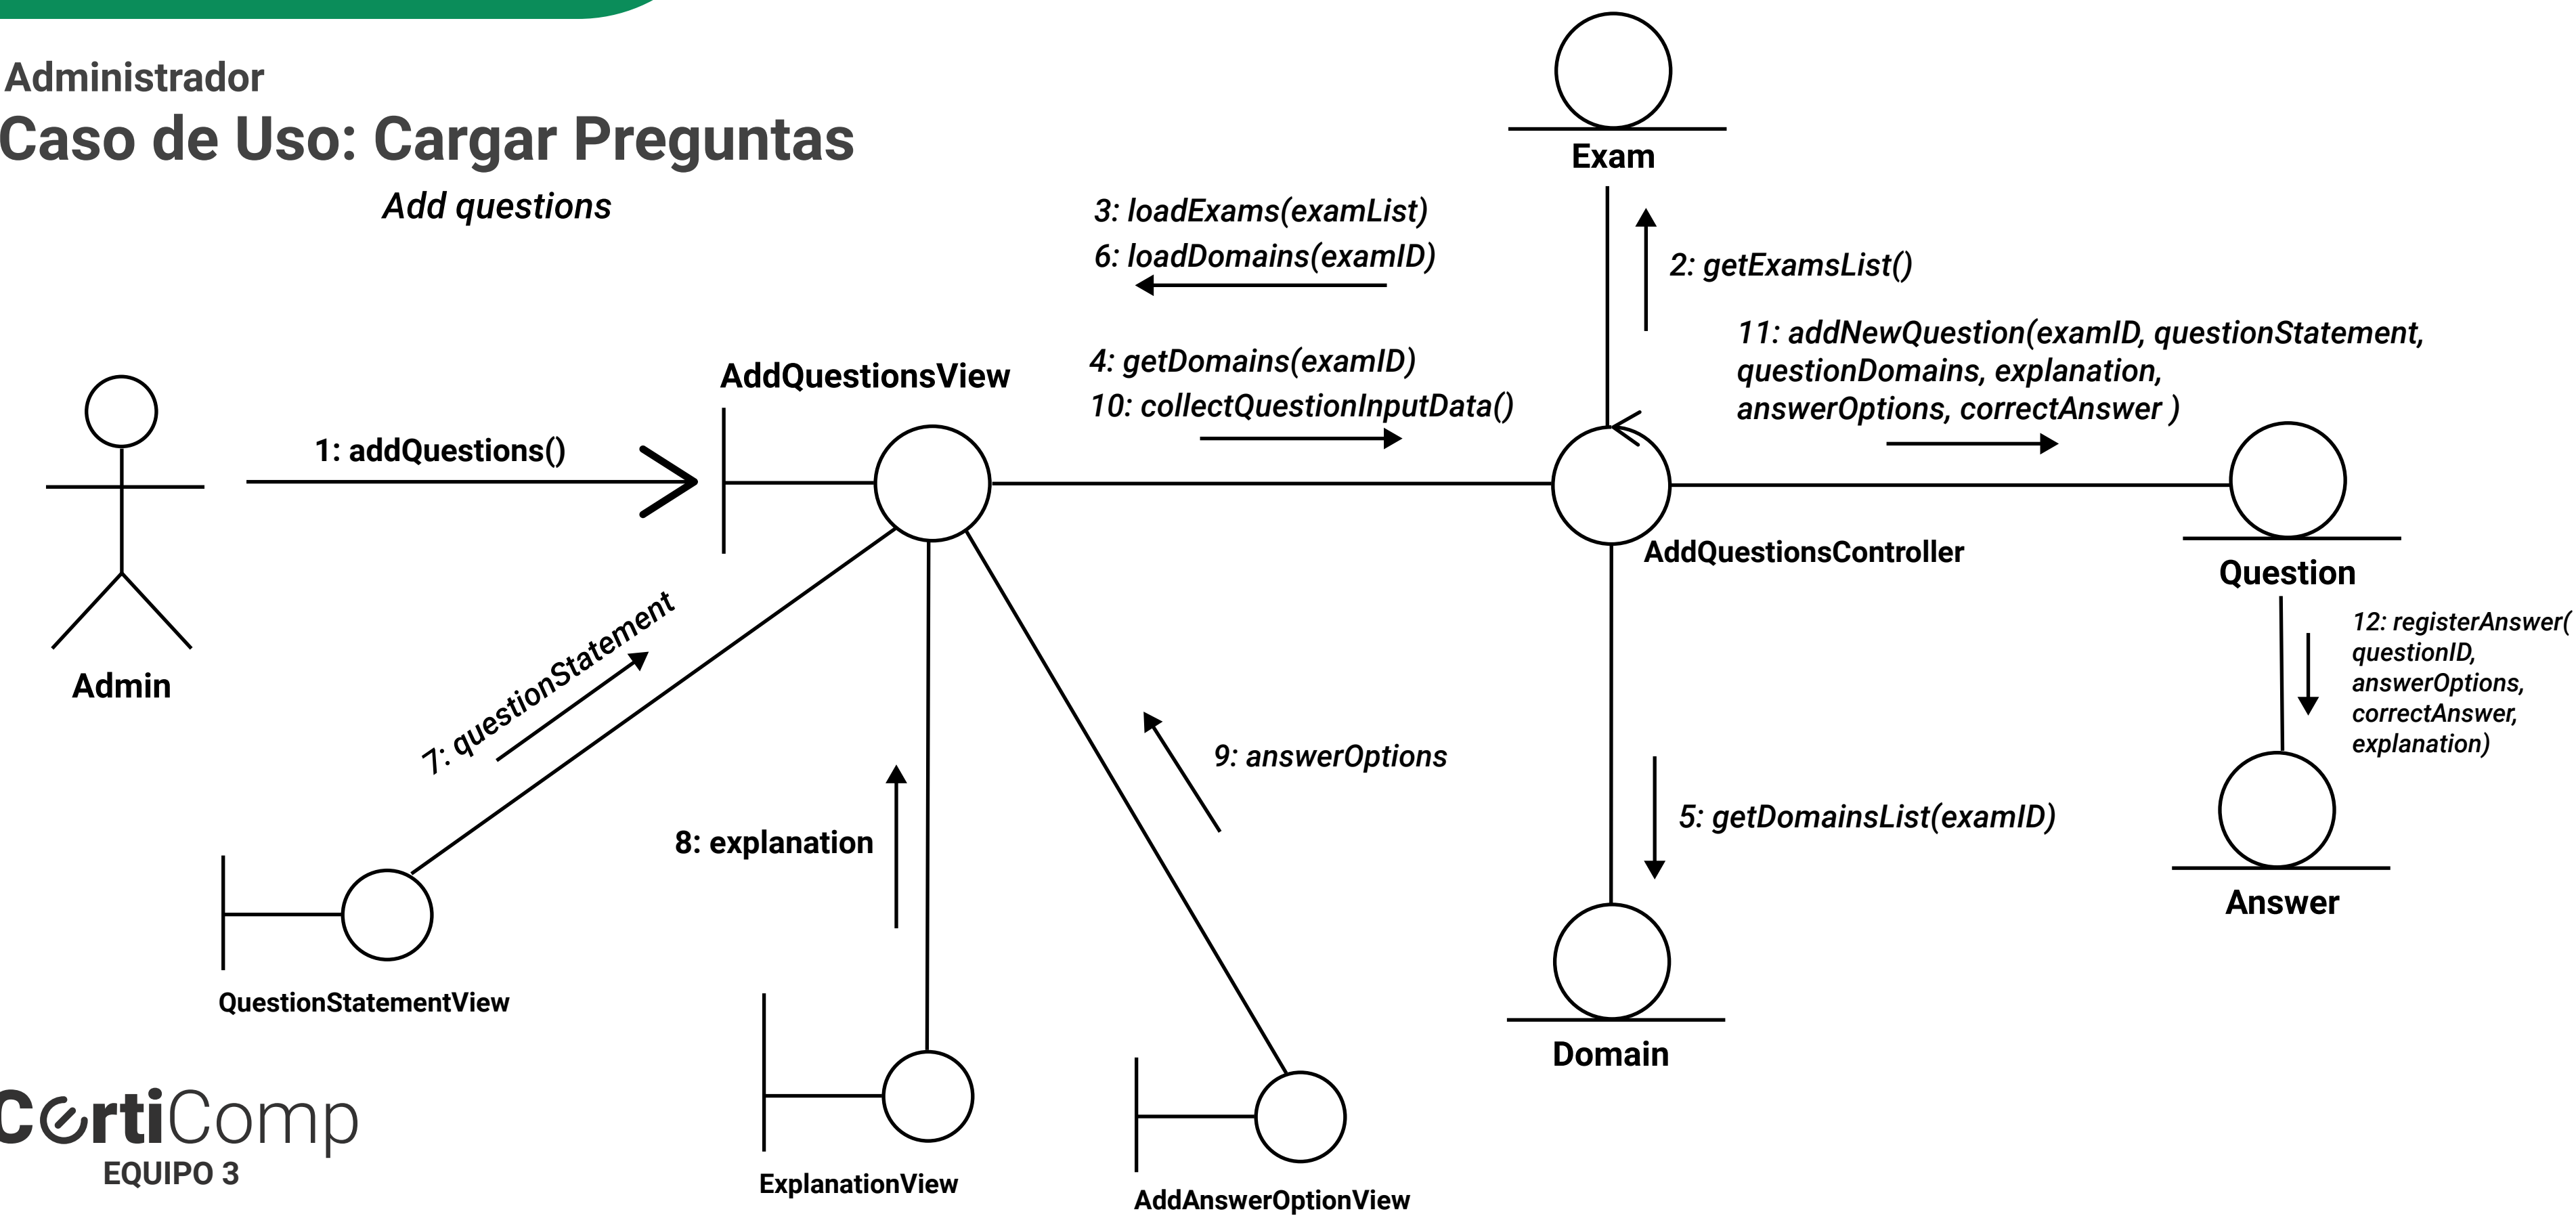 Administrador
Caso de Uso: Cargar Preguntas
Add questions
Exam
3: loadExams(examList)
6: loadDomains(examID)
2: getExamsList()
4: getDomains(examID)
10: collectQuestionInputData()
11: addNewQuestion(examID, questionStatement,
questionDomains, explanation,
answerOptions, correctAnswer )
AddQuestionsView
1: addQuestions()
Admin
AddQuestionsController
Question
12: registerAnswer(
questionID,
answerOptions,
correctAnswer,
explanation)
7: questionStatement
8: explanation
9: answerOptions
5: getDomainsList(examID)
Answer
QuestionStatementView
Domain
ExplanationView
AddAnswerOptionView
CertiComp
EQUIPO 3